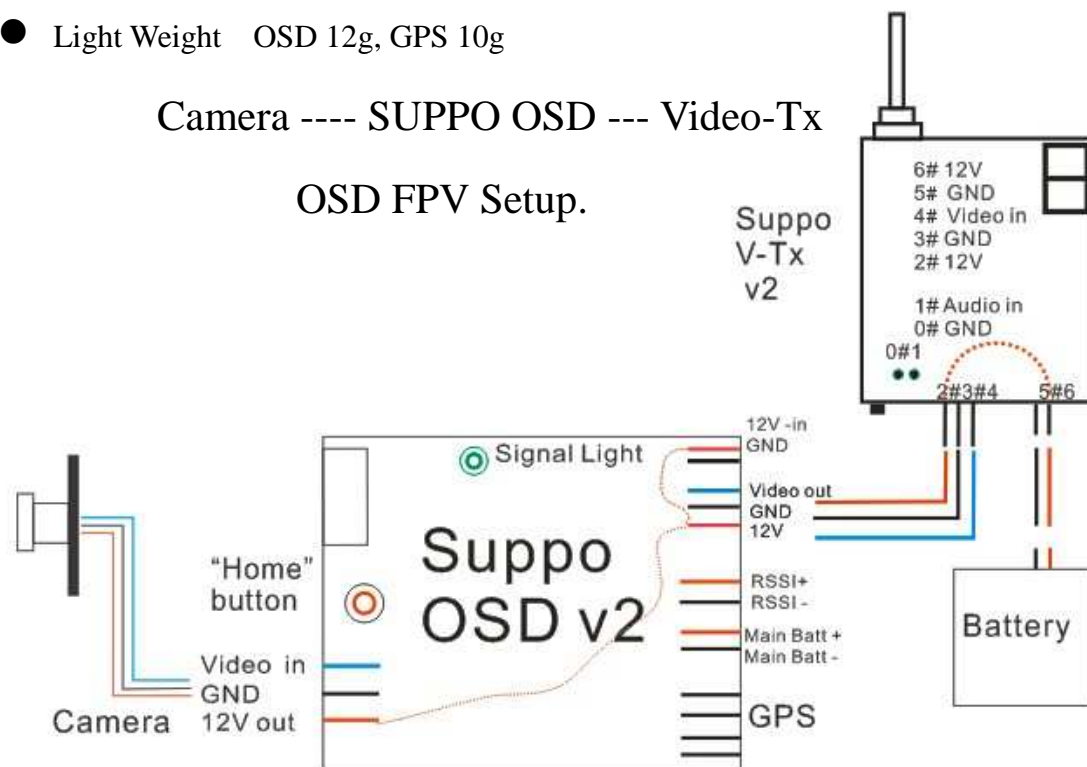 ● Light Weight OSD 12g, GPS 10g
Camera ---- SUPPO OSD --- Video-Tx
OSD FPV Setup.
Suppo
V-Tx
v2
6# 12V
5# GND
4# Video in
3# GND
2# 12V
1# Audio in
0# GND
0#1
2#3#4
5#6
12V -in
GND
Signal Light
Video out
GND
12V
Suppo
OSD v2
"Home"
button
RSSI+
RSSI -
Main Batt +
Main Batt -
Battery
Video in
GND
12V out
Camera
GPS